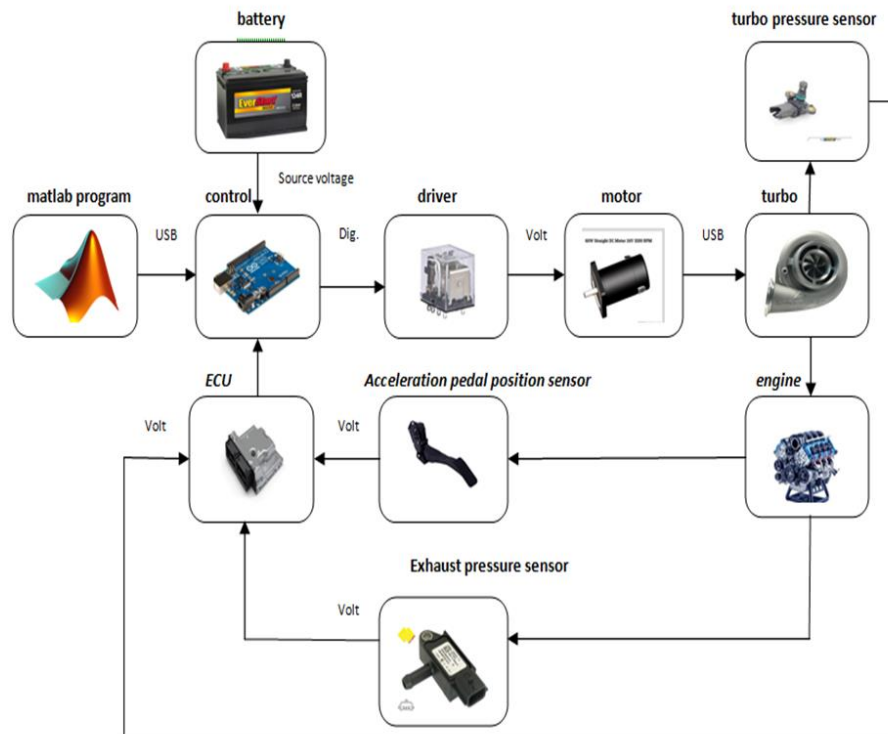 battery
turbo pressure sensor
EverStart
Source voltage
matlab program
control
driver
motor
turbo
USB
Dig.
Volt
USB
ECU
Acceleration pedal position sensor
engine
Volt
Volt
Exhaust pressure sensor
Volt